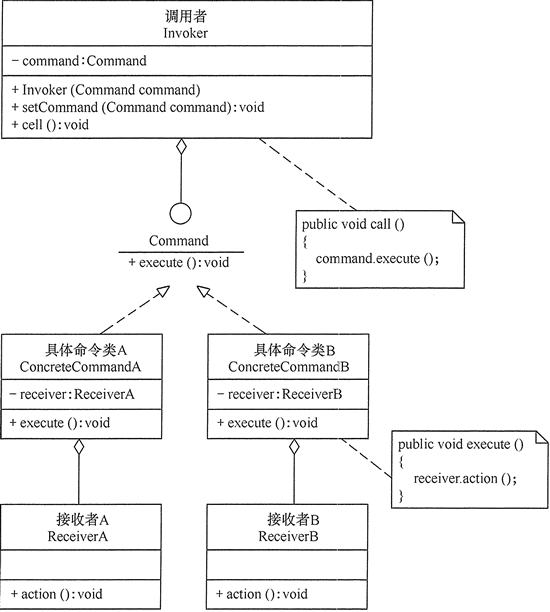 调用者
Invoker
- command:Command
+ Invoker (Command command)
+ setCommand (Command command):void
+ cell ():void
public void call ()
{
command.execute ();
}
Command
+ execute ():void
具体命令类A
ConcreteCommandA
- receiver:ReceiverA
+ execute ():void
具体命令类B
ConcreteCommandB
- receiver:ReceiverB
+ execute ():void
public void execute ()
{
receiver.action ();
}
接收者A
ReceiverA
+ action ():void
接收者B
ReceiverB
+ action ():void